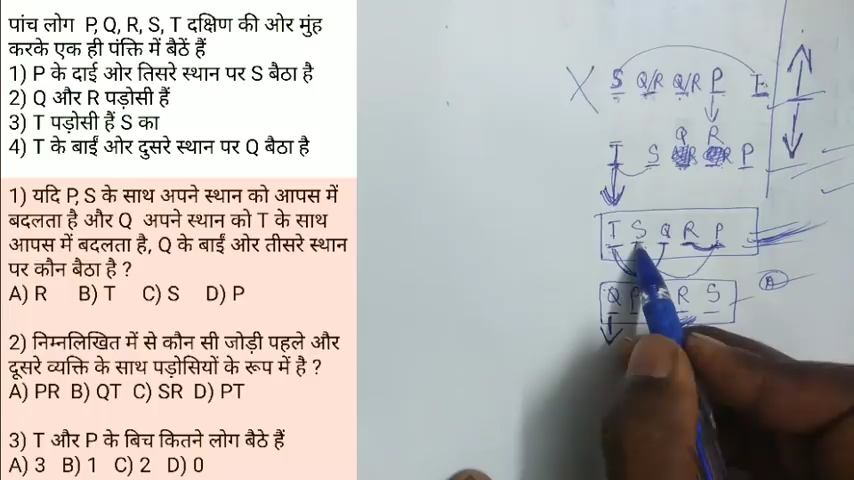 पांच लोग P, Q, R, S, T दक्षिण की ओर मुंह
करके एक ही पंक्ति में बैठें हैं
1) P के दाई ओर तिसरे स्थान पर S बैठा है
2) Q और R पड़ोसी हैं
3) T पड़ोसी हैं S का
4) T के बाईं ओर दुसरे स्थान पर Q बैठा है
1) यदि P, S के साथ अपने स्थान को आपस में
बदलता है और Q अपने स्थान को T के साथ
आपस में बदलता है, Q के बाईं ओर तीसरे स्थान
पर कौन बैठा है ?
A) R B) T C) S D) P
2) निम्नलिखित में से कौन सी जोड़ी पहले और
दूसरे व्यक्ति के साथ पड़ोसियों के रूप में है ?
A) PR B) QT C) SR D) PT
3) T और P के बिच कितने लोग बैठे हैं
A) 3 B) 1 C) 2 D) 0
S Q/R Q/R P T
Q R
T S R R P
T S Q R P
Q P R S
A